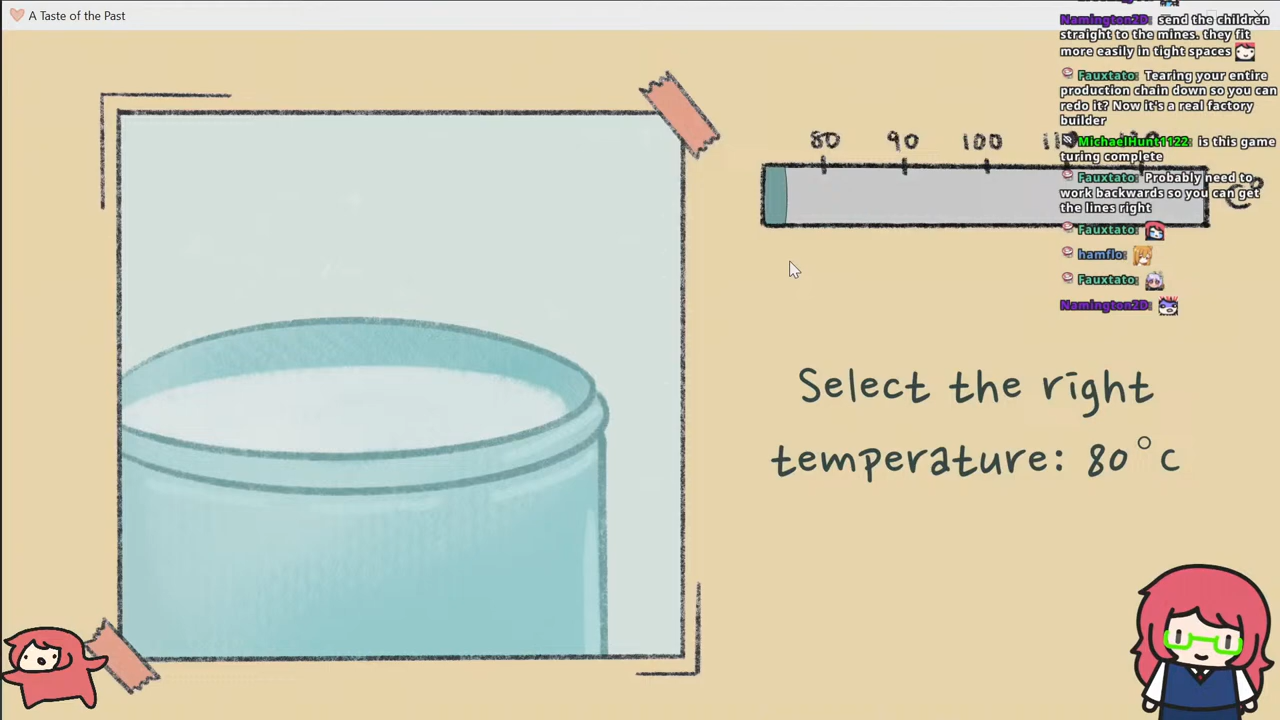 A Taste of the Past
Namington2D: send the children
straight to the mines. they fit
more easily in tight spaces
Fauxtato: Tearing your entire
production chain down so you can
redo it? Now it's a real factory
builder
MichaelHunt1122: is this game
turing complete
Fauxtato: Probably need to
work backwards so you can get
the lines right
Fauxtato:
hamflo:
Fauxtato:
Namington2D:
80 90 100
C°
Select the right
temperature: 80°C